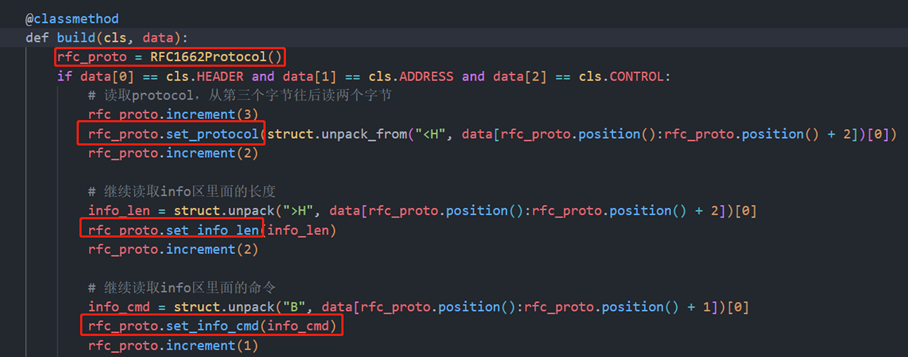 @classmethod
def build(cls, data):
rfc_proto = RFC1662Protocol()
if data[0] == cls.HEADER and data[1] == cls.ADDRESS and data[2] == cls.CONTROL:
# 读取protocol，从第三个字节往后读两个字节
rfc_proto.increment(3)
rfc_proto.set_protocol(struct.unpack_from("<H", data[rfc_proto.position():rfc_proto.position() + 2])[0])
rfc_proto.increment(2)
# 继续读取info区里面的长度
info_len = struct.unpack(">H", data[rfc_proto.position():rfc_proto.position() + 2])[0]
rfc_proto.set_info_len(info_len)
rfc_proto.increment(2)
# 继续读取info区里面的命令
info_cmd = struct.unpack("B", data[rfc_proto.position():rfc_proto.position() + 1])[0]
rfc_proto.set_info_cmd(info_cmd)
rfc_proto.increment(1)